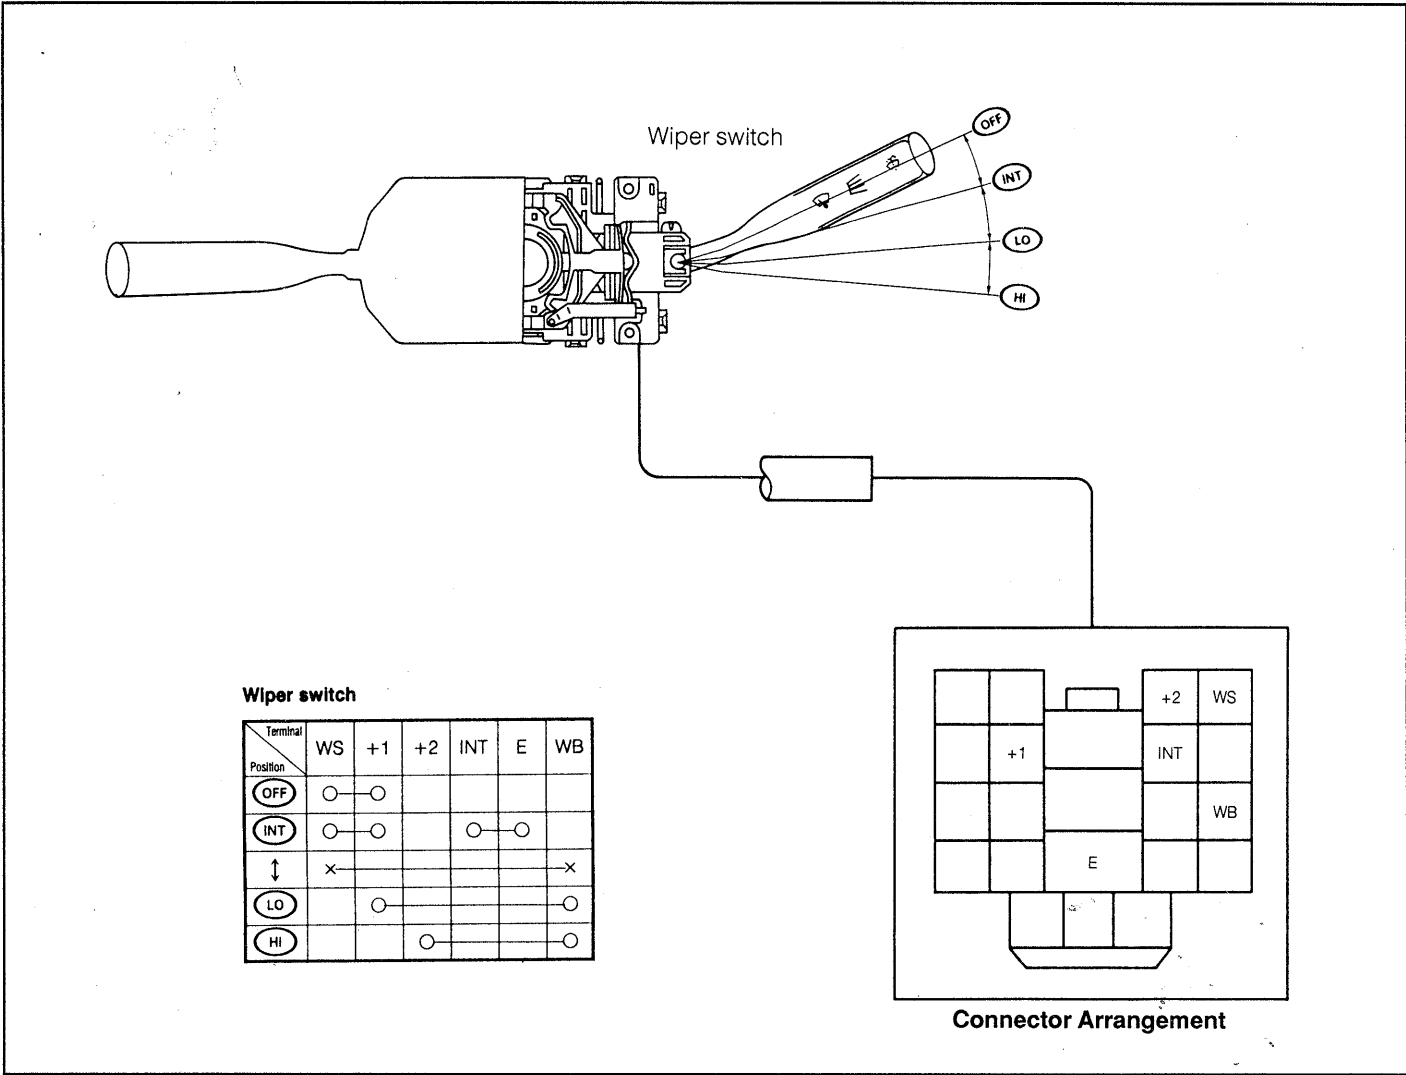 Wiper switch
OFF
INT
LO
HI
Wiper switch
Terminal
Position
WS +1 +2 INT E WB
OFF
INT
LO
HI
+2 WS
+1 INT
WB
E
Connector Arrangement